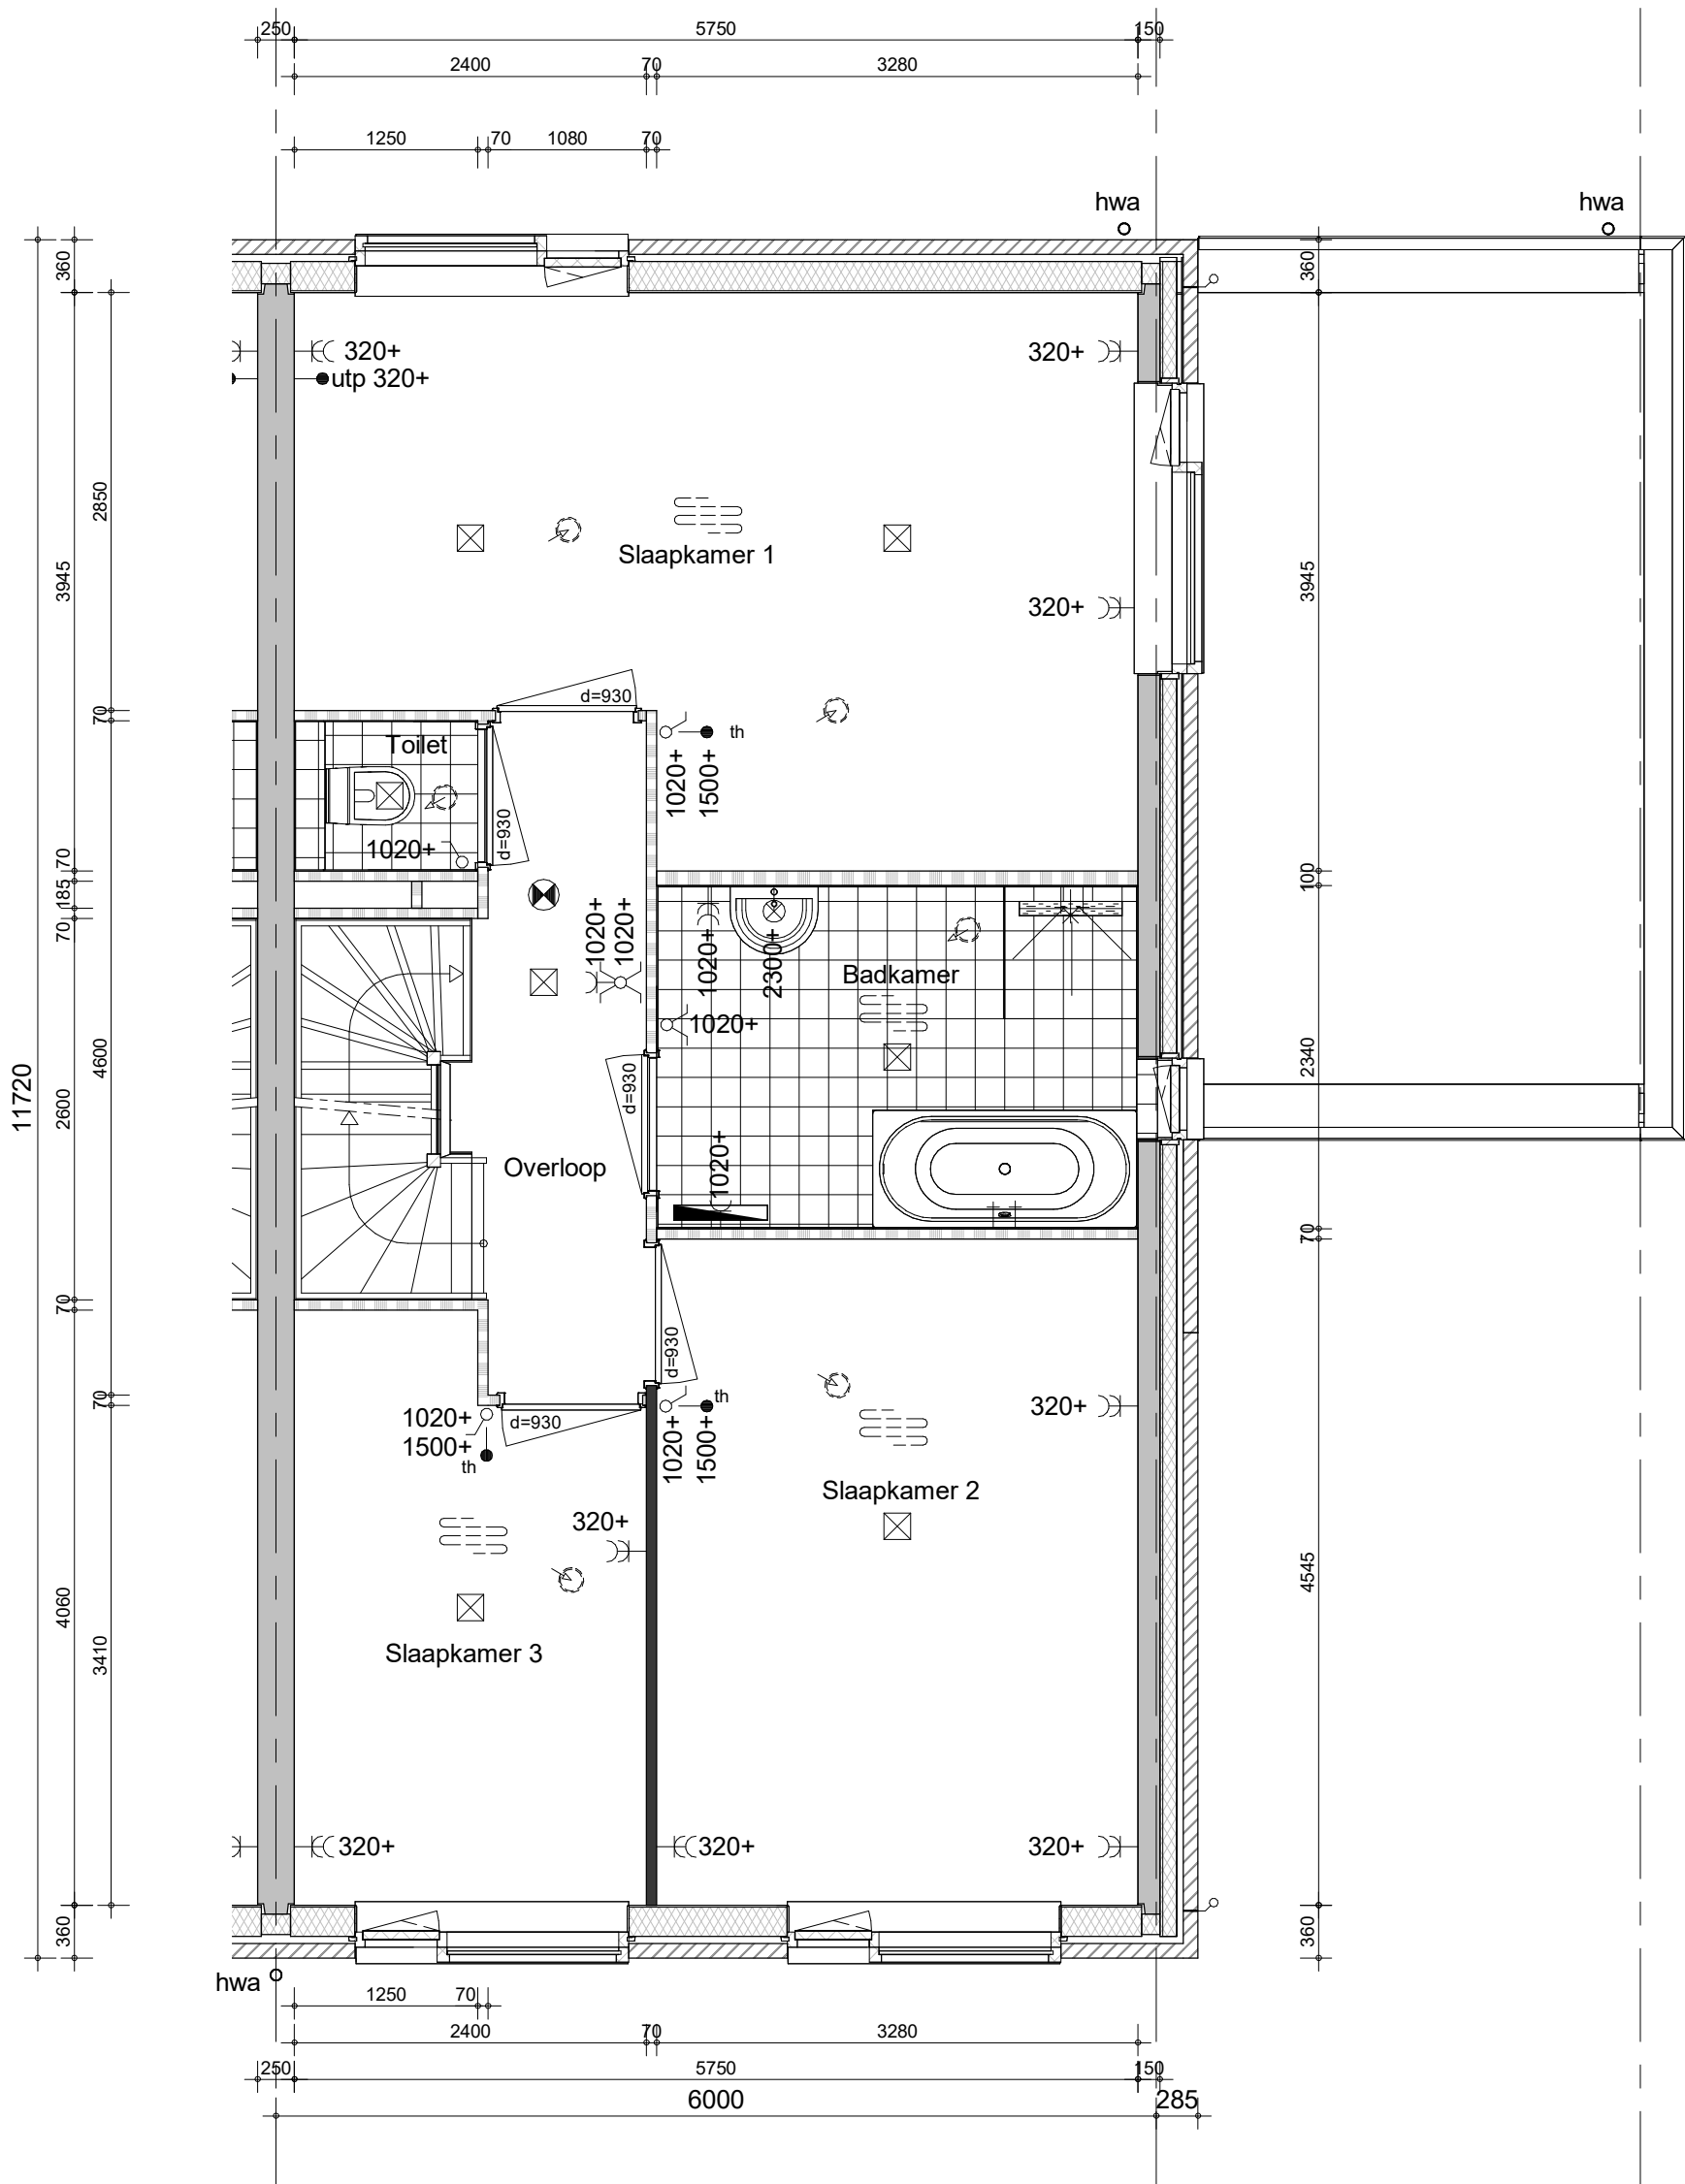 250 5750 150
2400 70 3280
1250 70 1080 70
hwa hwa
360 360
320+ 320+
utp 320+
2850
Slaapkamer 1
3945 3945
320+
d=930
70
th
Toilet
1020+
1500+
d=930
1020+
70
185
70
100
1020+
1020+
1020+
2300+
Badkamer
1020+
11720
2600
4600
2340
d=930
1020+
Overloop
70
70
d=930
70
th
1020+
1500+
th
d=930
1020+
1500+
320+
Slaapkamer 2
320+
4060
3410
4545
Slaapkamer 3
320+ 320+ 320+
360 360
hwa
1250 70
2400 70 3280
250 5750 150
6000 285